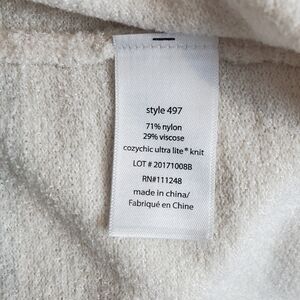 style 497
71% nylon
29% viscose
cozychic ultra lite® knit
LOT # 20171008B
RN#111248
made in china/
Fabriqué en Chine